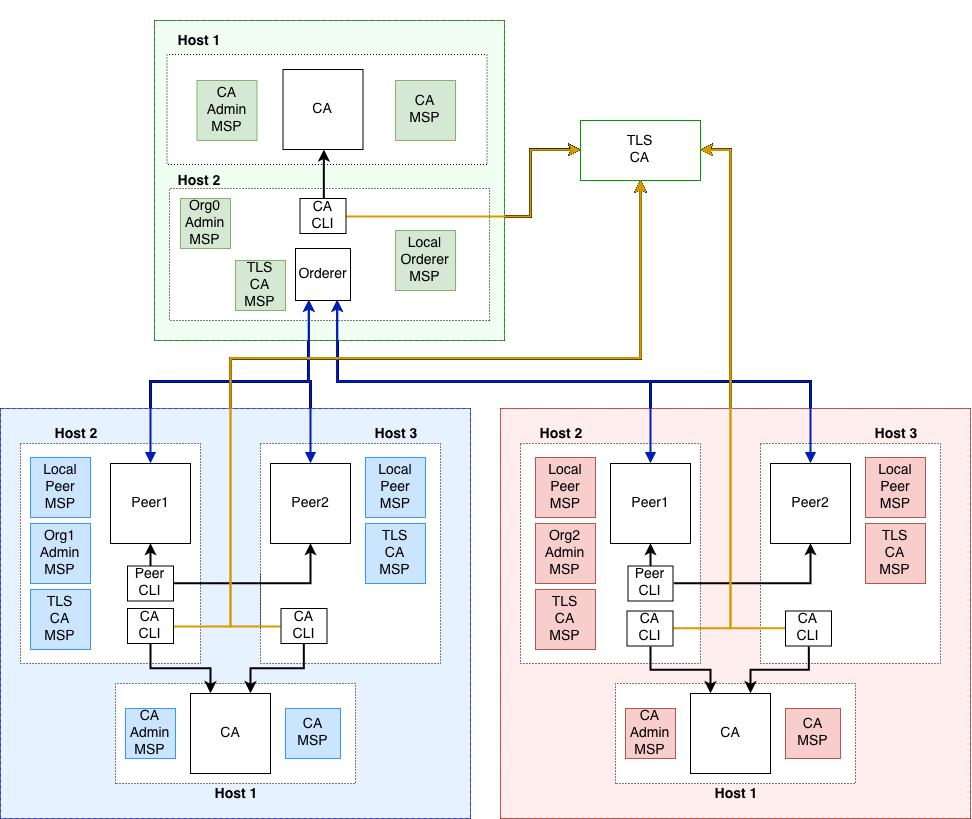 Host 1
CA
Admin
MSP
CA
CA
MSP
TLS
CA
Host 2
Org0
Admin
MSP
CA
CLI
Local
Orderer
MSP
TLS
CA
MSP
Orderer
Host 2
Host 3
Local
Peer
MSP
Peer1
Peer2
Local
Peer
MSP
Org1
Admin
MSP
TLS
CA
MSP
Peer
CLI
TLS
CA
MSP
CA
CLI
CA
CLI
CA
Admin
MSP
CA
CA
MSP
Host 1
Host 2
Host 3
Local
Peer
MSP
Peer1
Peer2
Local
Peer
MSP
Org2
Admin
MSP
TLS
CA
MSP
Peer
CLI
TLS
CA
MSP
CA
CLI
CA
CLI
CA
Admin
MSP
CA
CA
MSP
Host 1